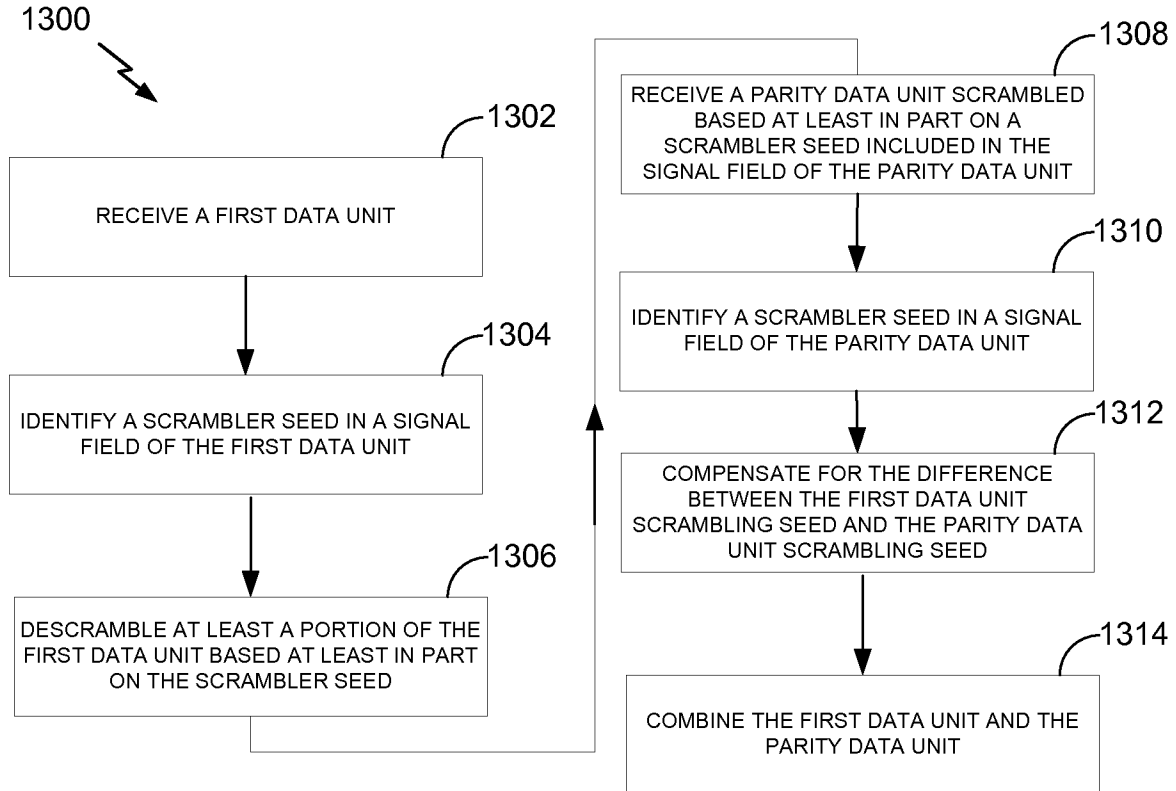 1300
1302
RECEIVE A FIRST DATA UNIT
1304
IDENTIFY A SCRAMBLER SEED IN A SIGNAL
FIELD OF THE FIRST DATA UNIT
1306
DESCRAMBLE AT LEAST A PORTION OF THE
FIRST DATA UNIT BASED AT LEAST IN PART
ON THE SCRAMBLER SEED
1308
RECEIVE A PARITY DATA UNIT SCRAMBLED
BASED AT LEAST IN PART ON A
SCRAMBLER SEED INCLUDED IN THE
SIGNAL FIELD OF THE PARITY DATA UNIT
1310
IDENTIFY A SCRAMBLER SEED IN A SIGNAL
FIELD OF THE PARITY DATA UNIT
1312
COMPENSATE FOR THE DIFFERENCE
BETWEEN THE FIRST DATA UNIT
SCRAMBLING SEED AND THE PARITY DATA
UNIT SCRAMBLING SEED
1314
COMBINE THE FIRST DATA UNIT AND THE
PARITY DATA UNIT